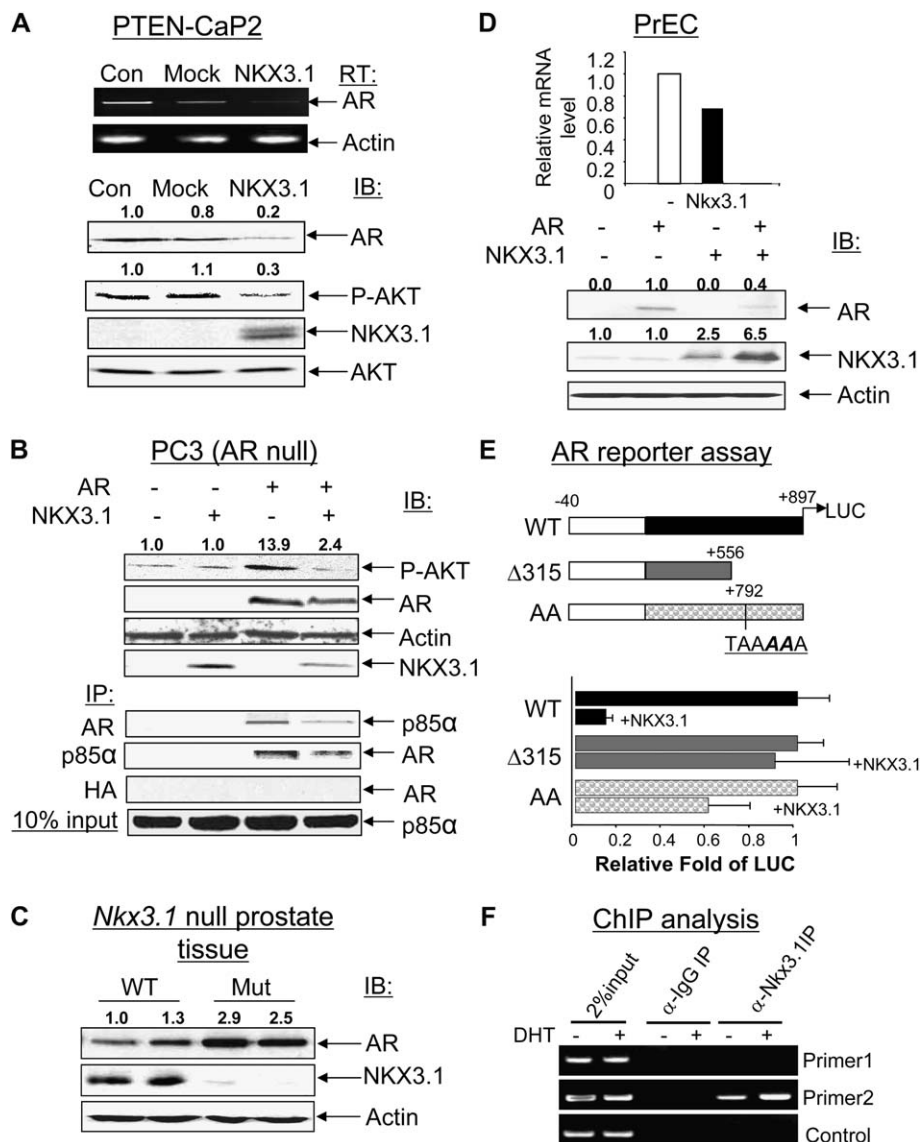 A
PTEN-CaP2
Con Mock NKX3.1 RT:
AR
Actin
Con Mock NKX3.1 IB:
1.0 0.8 0.2
AR
1.0 1.1 0.3
P-AKT
NKX3.1
AKT
B
PC3 (AR null)
AR - - + +
NKX3.1 - + - + IB:
1.0 1.0 13.9 2.4
P-AKT
AR
Actin
NKX3.1
IP:
AR p85α
p85α AR
HA AR
10% input p85α
C
Nkx3.1 null prostate
tissue
WT Mut IB:
1.0 1.3 2.9 2.5
AR
NKX3.1
Actin
D
PrEC
Relative mRNA
level
1.2
1.0
0.8
0.6
0.4
0.2
0
- Nkx3.1
AR - + - +
NKX3.1 - - + + IB:
0.0 1.0 0.0 0.4
AR
1.0 1.0 2.5 6.5
NKX3.1
Actin
E
AR reporter assay
-40 +897
WT LUC
+556
Δ315
+792
AA
TAAAAA
WT
+NKX3.1
Δ315
+NKX3.1
AA
+NKX3.1
0 0.2 0.4 0.6 0.8 1
Relative Fold of LUC
F
ChIP analysis
2%input α-IgG IP α-Nkx3.1IP
DHT - + - + - +
Primer1
Primer2
Control